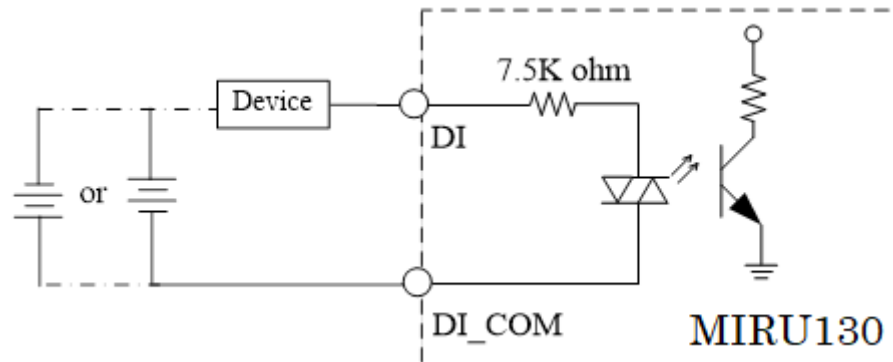 7.5K ohm
Device
DI
or
DI_COM
MIRU130